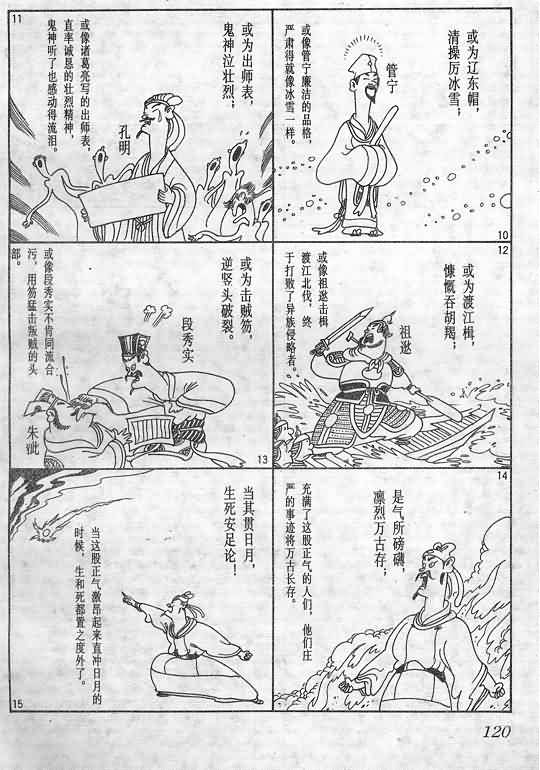 或为辽东帽，
清操厉冰雪；
或像管宁廉洁的品格，
严肃得就像冰雪一样。
管宁
10
11
或为出师表，
鬼神泣壮烈；
或像诸葛亮写的出师表，
直率诚恳的壮烈精神，
鬼神听了也感动得流泪。
孔明
12
或为渡江楫，
慷慨吞胡羯；
或像祖逖击楫
渡江北伐，终
于打败了异族侵略者。
祖逖
或为击贼笏，
逆竖头破裂。
或像段秀实不肯同流合
污，用笏猛击叛贼的头
部。
段秀实
朱泚
13
14
是气所磅礴，
凛烈万古存；
充满了这股正气的人们，他们庄
严的事迹将万古长存。
当其贯日月，
生死安足论！
当这股正气激昂起来直冲日月的
时候，生和死都置之度外了。
15
120